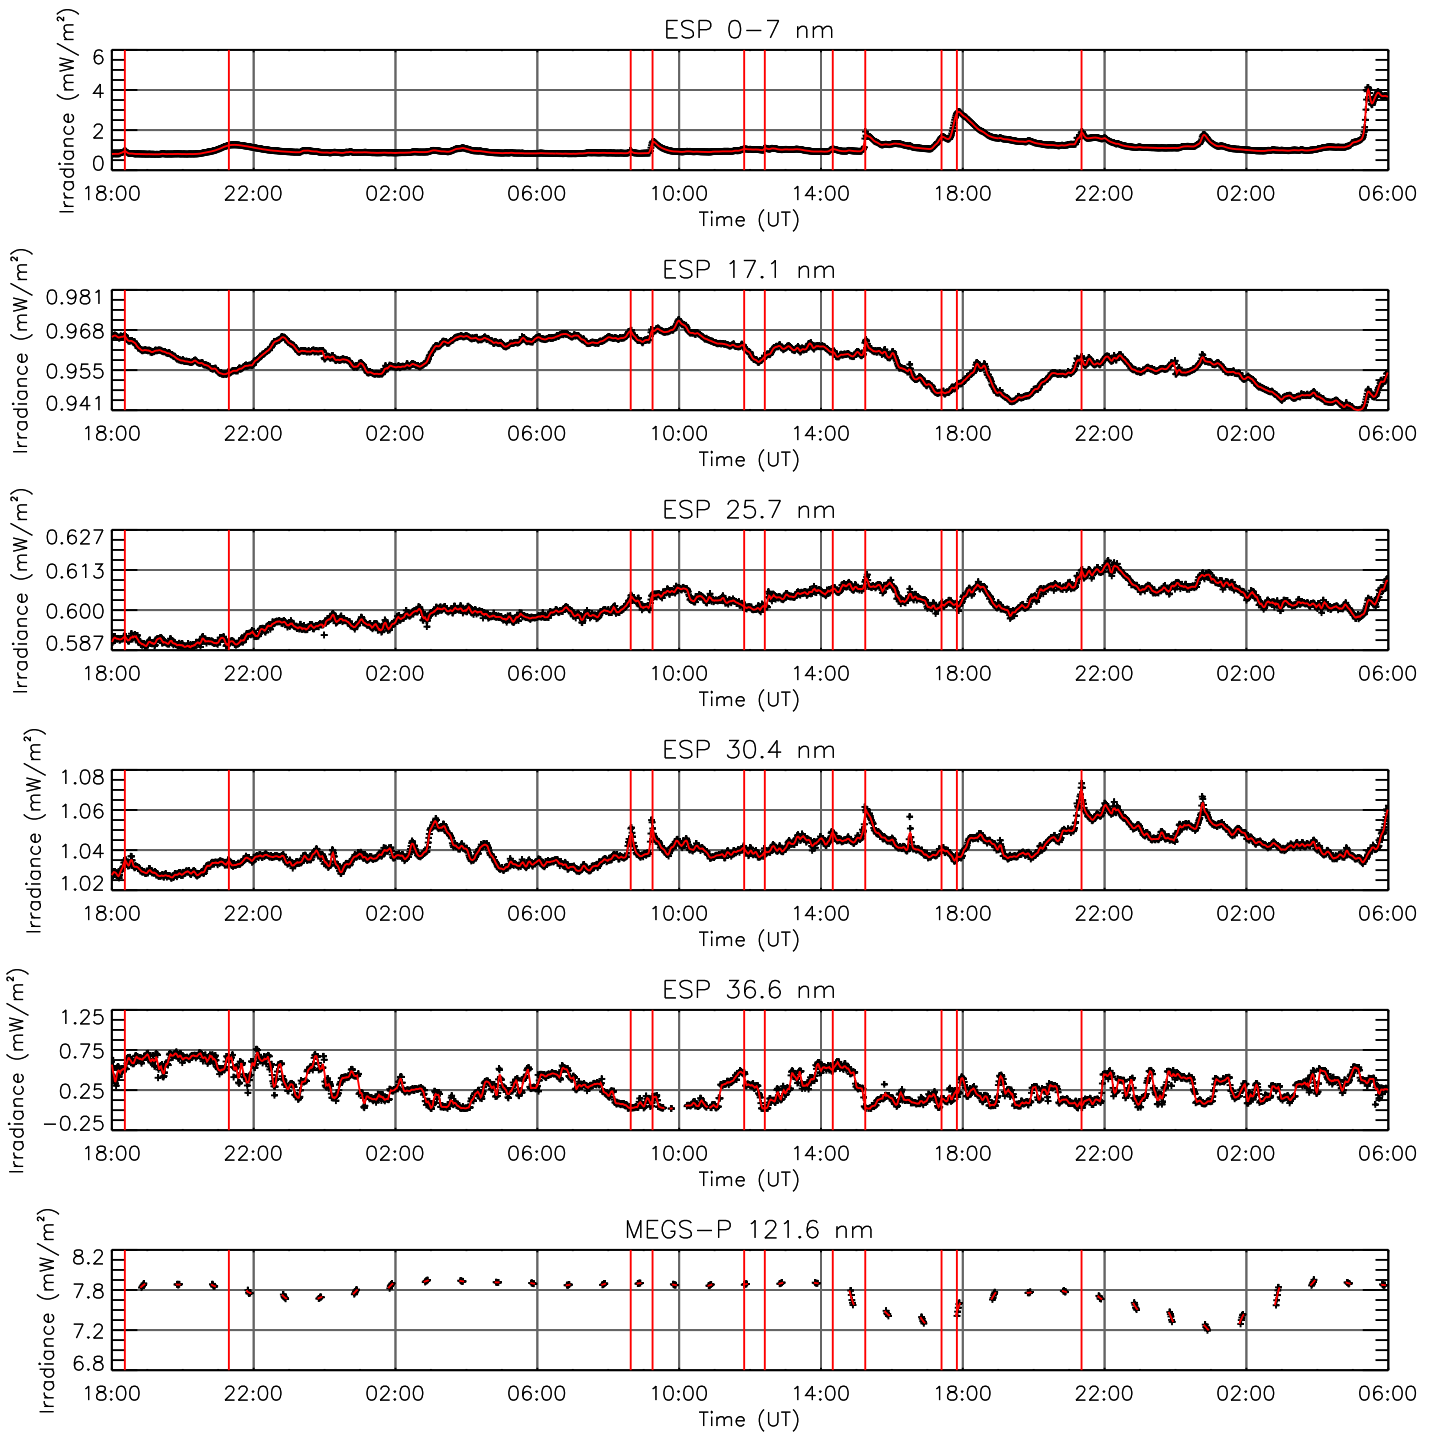 ESP 0-7 nm
Irradiance (mW/m²)
6
4
2
0
18:00 22:00 02:00 06:00 10:00 14:00 18:00 22:00 02:00 06:00
Time (UT)
ESP 17.1 nm
Irradiance (mW/m²)
0.981
0.968
0.955
0.941
18:00 22:00 02:00 06:00 10:00 14:00 18:00 22:00 02:00 06:00
Time (UT)
ESP 25.7 nm
Irradiance (mW/m²)
0.627
0.613
0.600
0.587
18:00 22:00 02:00 06:00 10:00 14:00 18:00 22:00 02:00 06:00
Time (UT)
ESP 30.4 nm
Irradiance (mW/m²)
1.08
1.06
1.04
1.02
18:00 22:00 02:00 06:00 10:00 14:00 18:00 22:00 02:00 06:00
Time (UT)
ESP 36.6 nm
Irradiance (mW/m²)
1.25
0.75
0.25
-0.25
18:00 22:00 02:00 06:00 10:00 14:00 18:00 22:00 02:00 06:00
Time (UT)
MEGS-P 121.6 nm
Irradiance (mW/m²)
8.2
7.8
7.2
6.8
18:00 22:00 02:00 06:00 10:00 14:00 18:00 22:00 02:00 06:00
Time (UT)